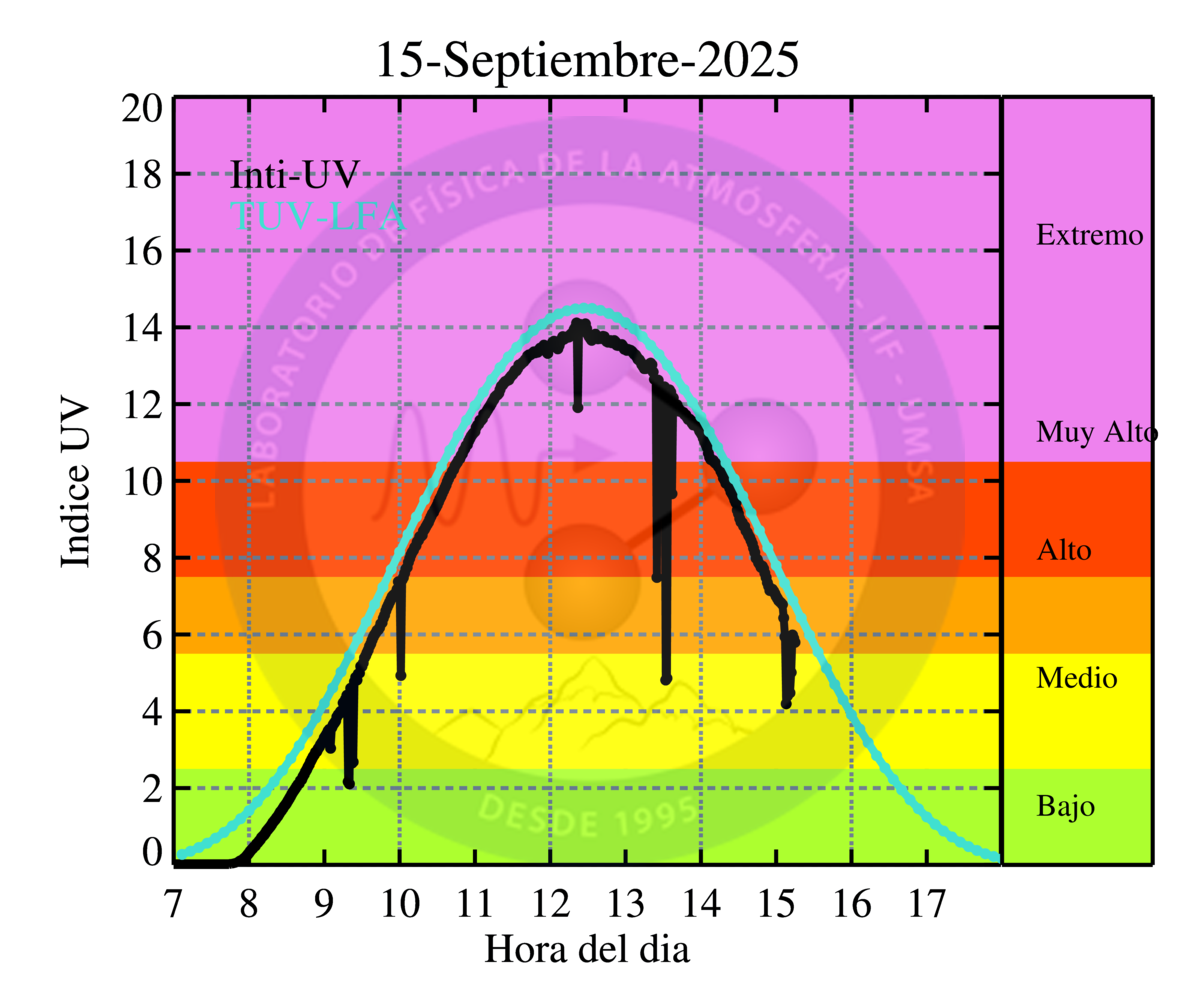 15-Septiembre-2025
Inti-UV
TUV-LFA
LABORATORIO DE FÍSICA DE LA ATMÓSFERA - IIF - UMSA
DESDE 1995
Indice UV
20
18
16
14
12
10
8
6
4
2
0
Extremo
Muy Alto
Alto
Medio
Bajo
7 8 9 10 11 12 13 14 15 16 17
Hora del dia